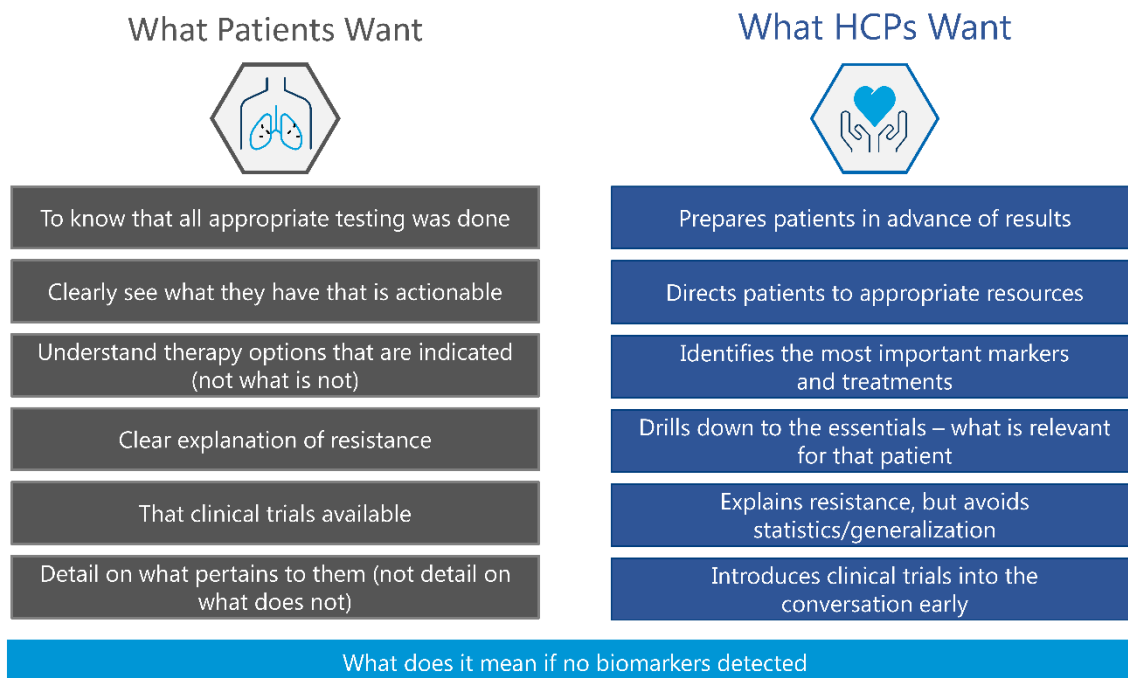 What Patients Want
To know that all appropriate testing was done
Clearly see what they have that is actionable
Understand therapy options that are indicated
(not what is not)
Clear explanation of resistance
That clinical trials available
Detail on what pertains to them (not detail on
what does not)
What HCPs Want
Prepares patients in advance of results
Directs patients to appropriate resources
Identifies the most important markers
and treatments
Drills down to the essentials – what is relevant
for that patient
Explains resistance, but avoids
statistics/generalization
Introduces clinical trials into the
conversation early
What does it mean if no biomarkers detected